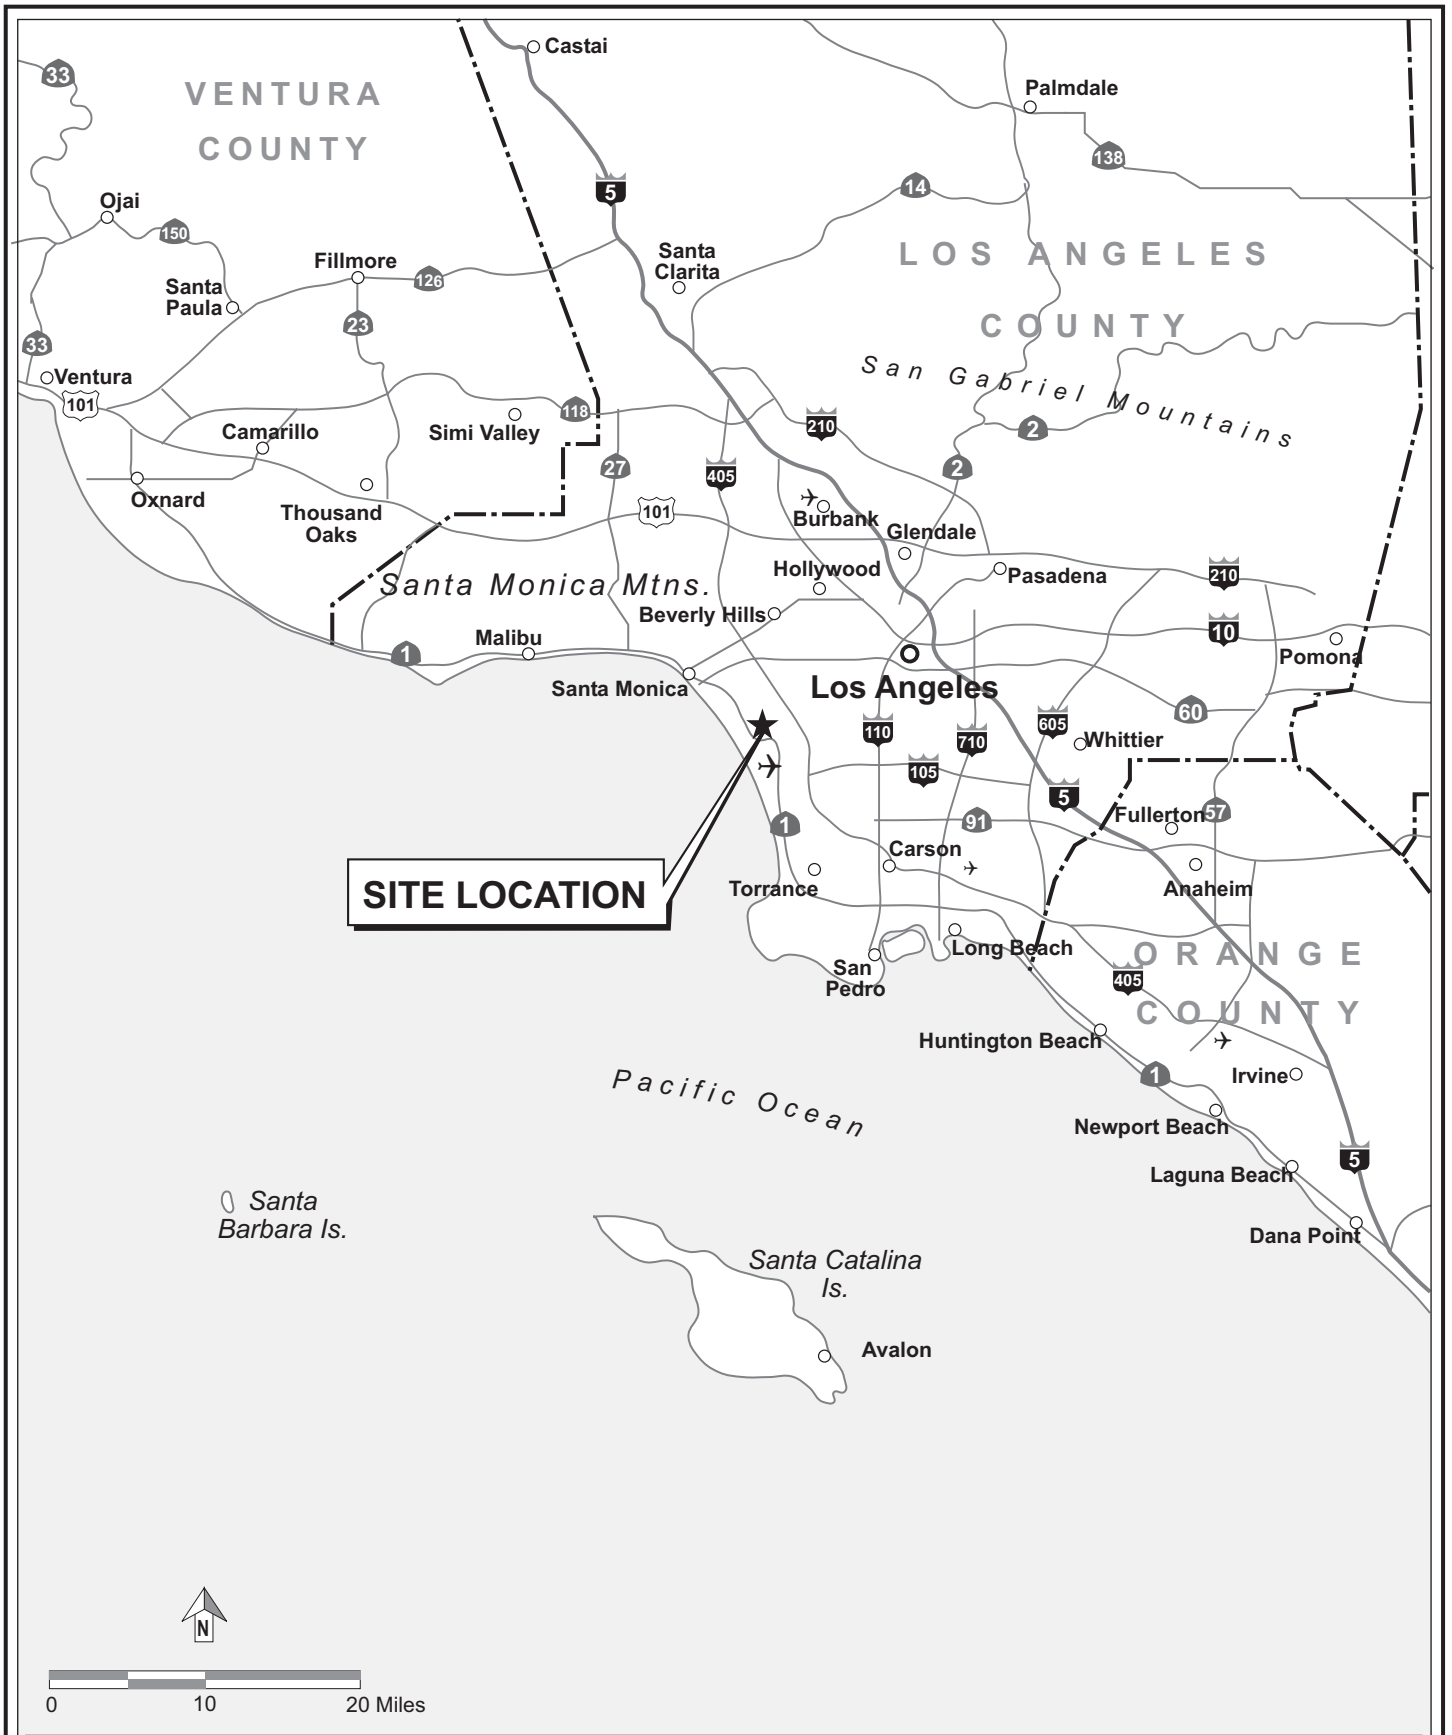 Castai
33
VENTURA
COUNTY
Palmdale
138
5
14
Ojai
150
LOS ANGELES
COUNTY
Santa
Clarita
Fillmore
126
Santa
Paula
23
33
Ventura
101
San Gabriel Mountains
118
Camarillo
Simi Valley
210
2
27
405
2
Oxnard
Thousand
Oaks
101
Burbank
Glendale
Hollywood
Pasadena
210
Santa Monica Mtns.
Beverly Hills
10
Malibu
1
Pomona
Santa Monica
Los Angeles
60
110
710
605
Whittier
105
5
Fullerton
57
1
91
Carson
SITE LOCATION
Torrance
Anaheim
Long Beach
ORANGE
COUNTY
San
Pedro
405
Huntington Beach
Pacific Ocean
1
Irvine
Newport Beach
5
Laguna Beach
Santa
Barbara Is.
Dana Point
Santa Catalina
Is.
Avalon
N
0
10
20 Miles